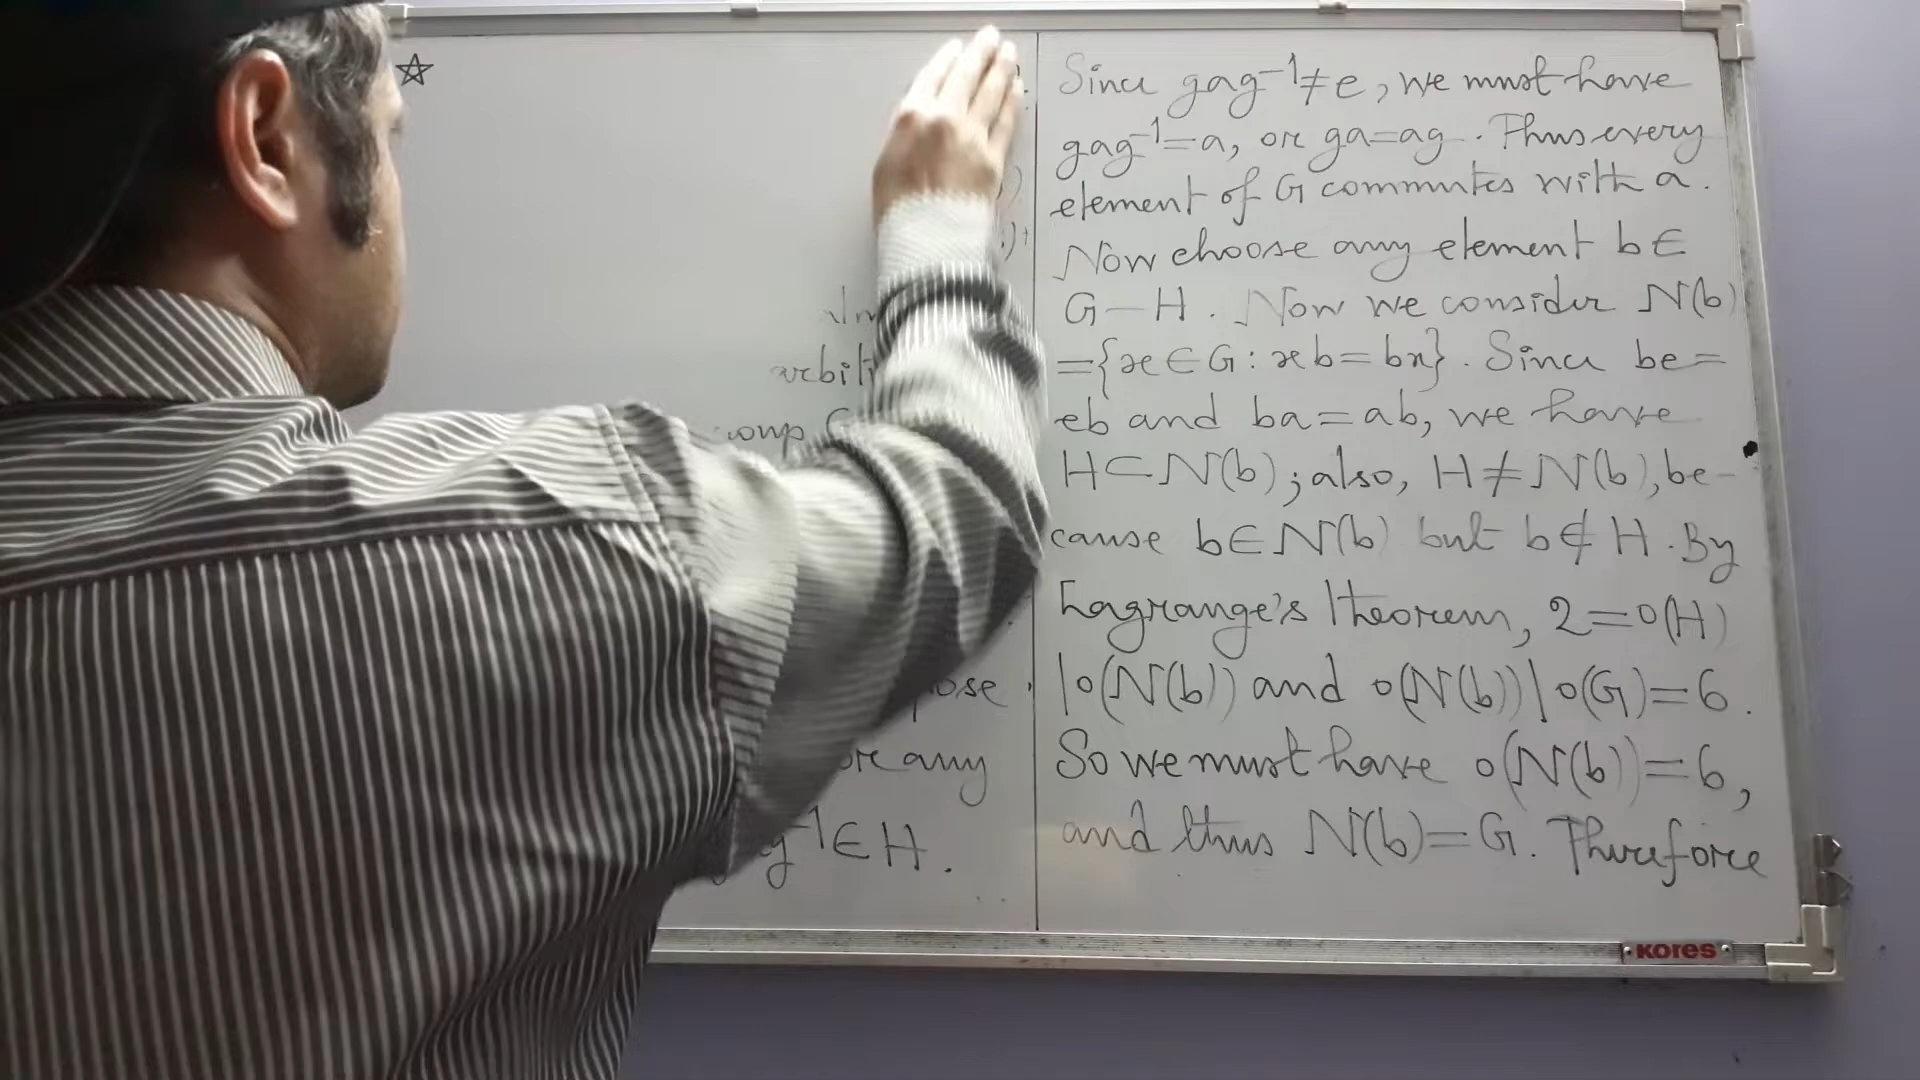 arbit
oup G
ose
ore any
g⁻¹∈H.
Since gag⁻¹≠e, we must have
gag⁻¹=a, or ga=ag. Thus every
element of G commutes with a.
Now choose any element b∈
G-H. Now we consider N(b)
={x∈G: xb=bx}. Since be=
eb and ba=ab, we have
H⊂N(b); also, H≠N(b), be-
cause b∈N(b) but b∉H. By
Lagrange's theorem, 2=o(H)
|o(N(b)) and o(N(b))|o(G)=6.
So we must have o(N(b))=6,
and thus N(b)=G. Therefore
KORES